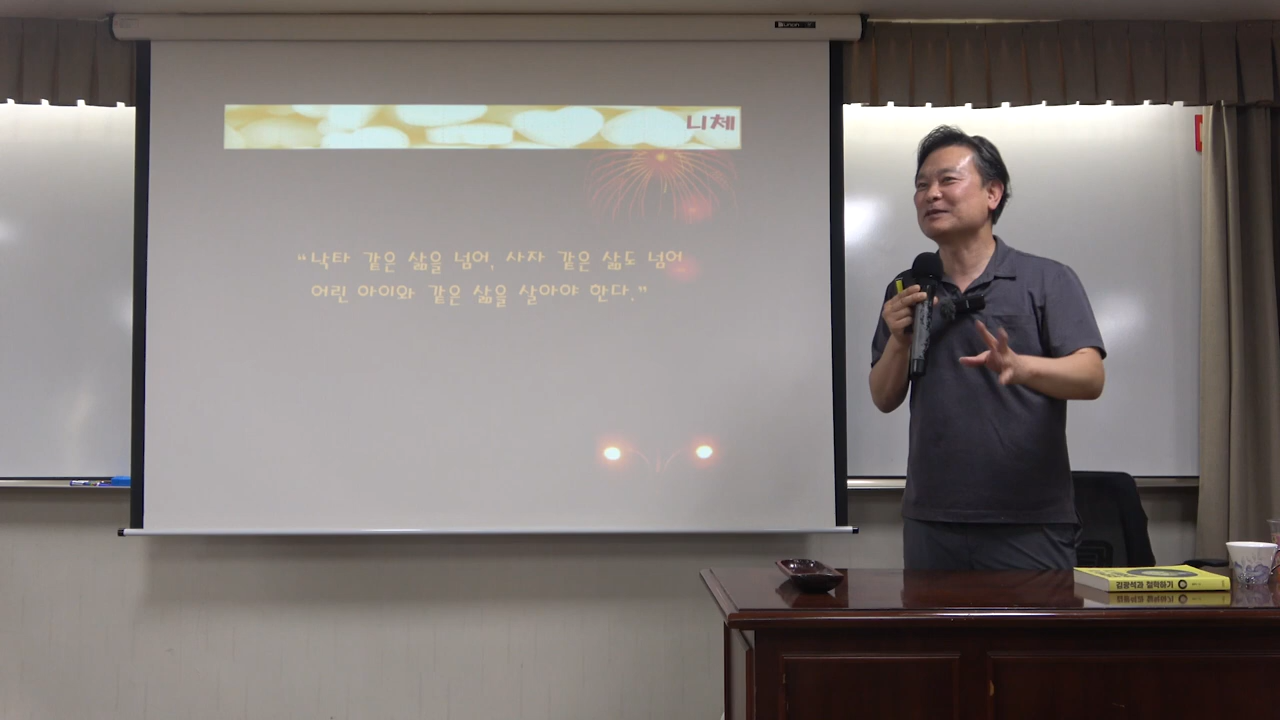 니체
“낙타 같은 삶을 넘어, 사자 같은 삶도 넘어
어린 아이와 같은 삶을 살아야 한다.”
김광석과 철학하기